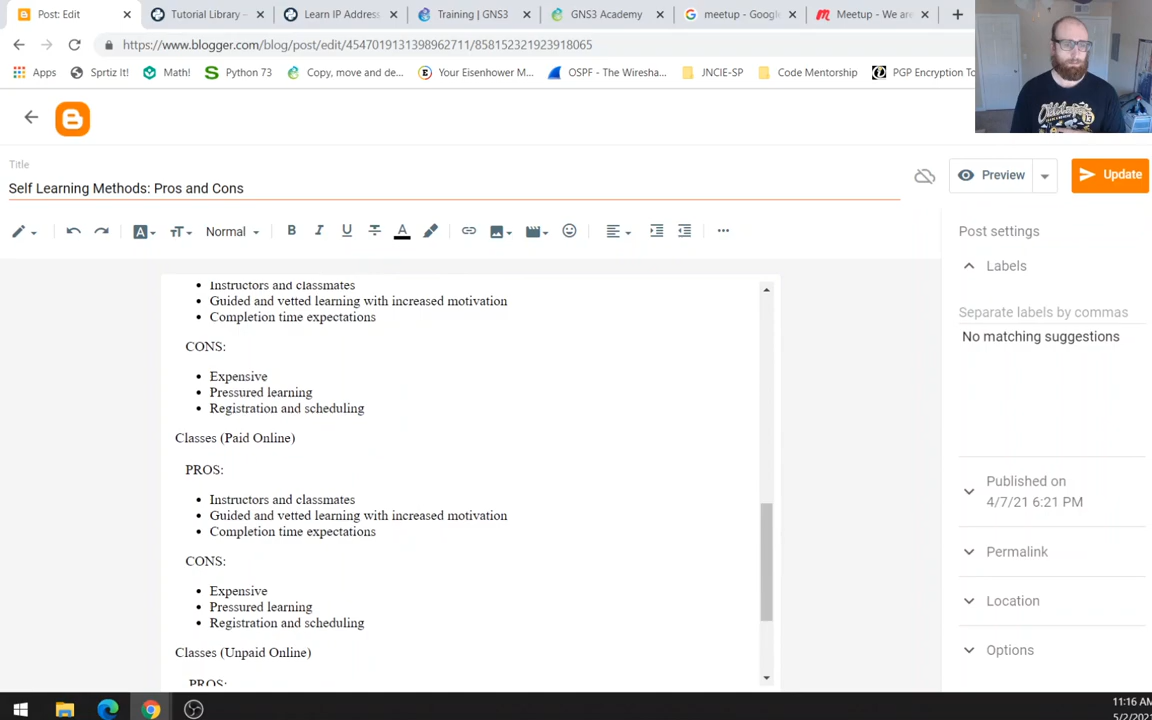 Post: Edit
Tutorial Library –
Learn IP Address
Training | GNS3
GNS3 Academy
meetup - Google
Meetup - We are
https://www.blogger.com/blog/post/edit/4547019131398962711/858152321923918065
Apps
Sprtiz It!
Math!
Python 73
Copy, move and de...
Your Eisenhower M...
OSPF - The Wiresha...
JNCIE-SP
Code Mentorship
PGP Encryption To
Title
Self Learning Methods: Pros and Cons
Preview
Update
Normal
Post settings
Labels
Separate labels by commas
No matching suggestions
Instructors and classmates
Guided and vetted learning with increased motivation
Completion time expectations
CONS:
Expensive
Pressured learning
Registration and scheduling
Classes (Paid Online)
PROS:
Instructors and classmates
Guided and vetted learning with increased motivation
Completion time expectations
CONS:
Expensive
Pressured learning
Registration and scheduling
Classes (Unpaid Online)
PROS:
Published on
4/7/21 6:21 PM
Permalink
Location
Options
11:16 AM